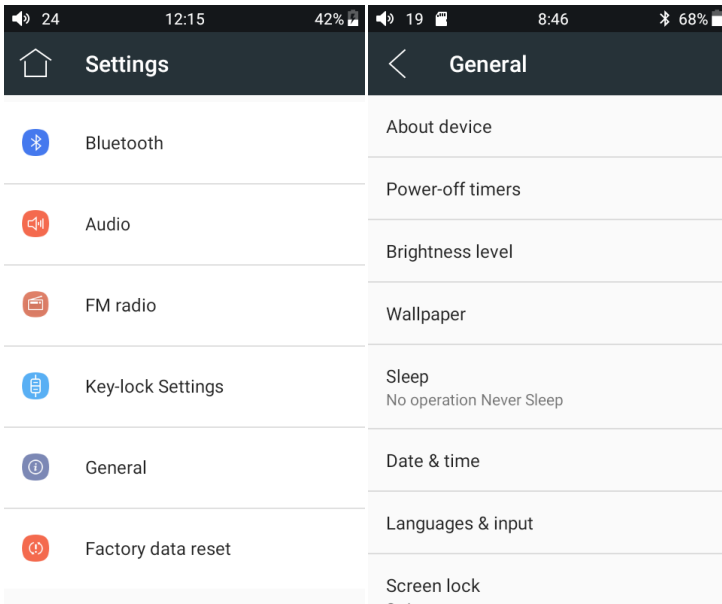 24 12:15 42%
Settings
Bluetooth
Audio
FM radio
Key-lock Settings
General
Factory data reset
19 8:46 68%
General
About device
Power-off timers
Brightness level
Wallpaper
Sleep
No operation Never Sleep
Date & time
Languages & input
Screen lock